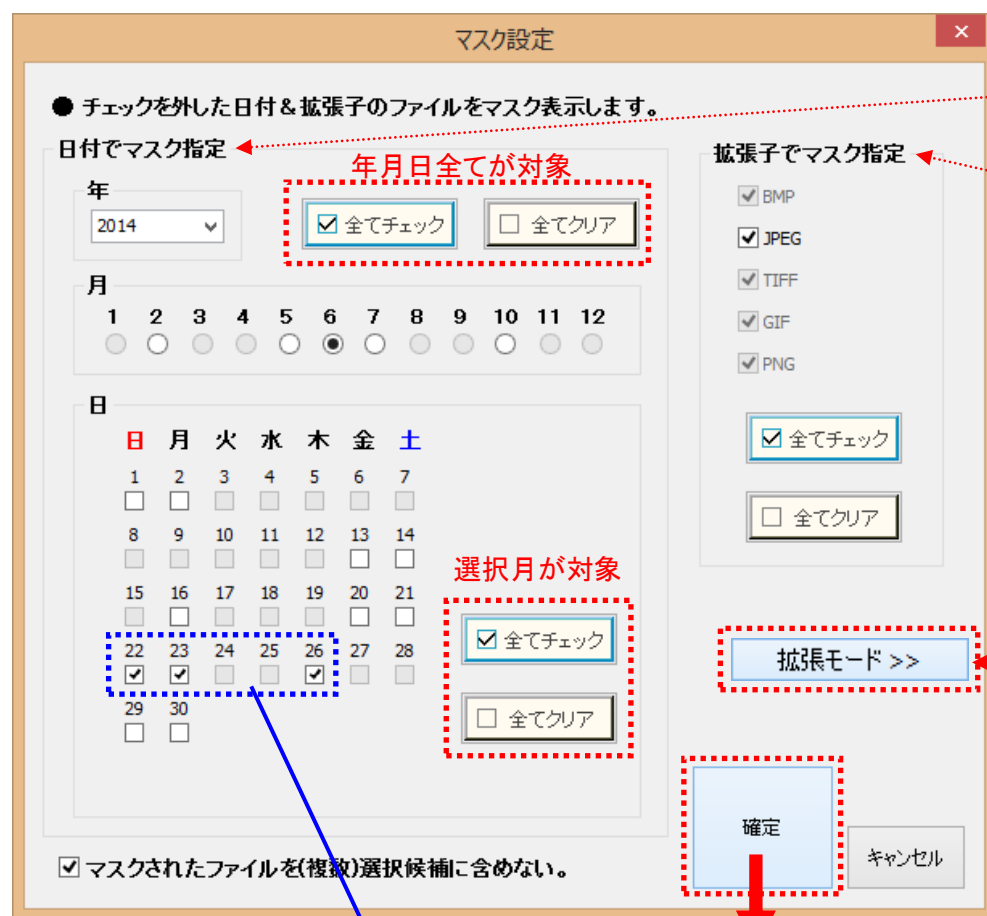 マスク設定
×
● チェックを外した日付&拡張子のファイルをマスク表示します。
日付でマスク指定
年月日全てが対象
年
2014
全てチェック
全てクリア
月
1 2 3 4 5 6 7 8 9 10 11 12
日
日 月 火 水 木 金 土
1 2 3 4 5 6 7
8 9 10 11 12 13 14
15 16 17 18 19 20 21
22 23 24 25 26 27 28
29 30
選択月が対象
全てチェック
全てクリア
拡張子でマスク指定
BMP
JPEG
TIFF
GIF
PNG
全てチェック
全てクリア
拡張モード >>
確定
キャンセル
マスクされたファイルを(複数)選択候補に含めない。